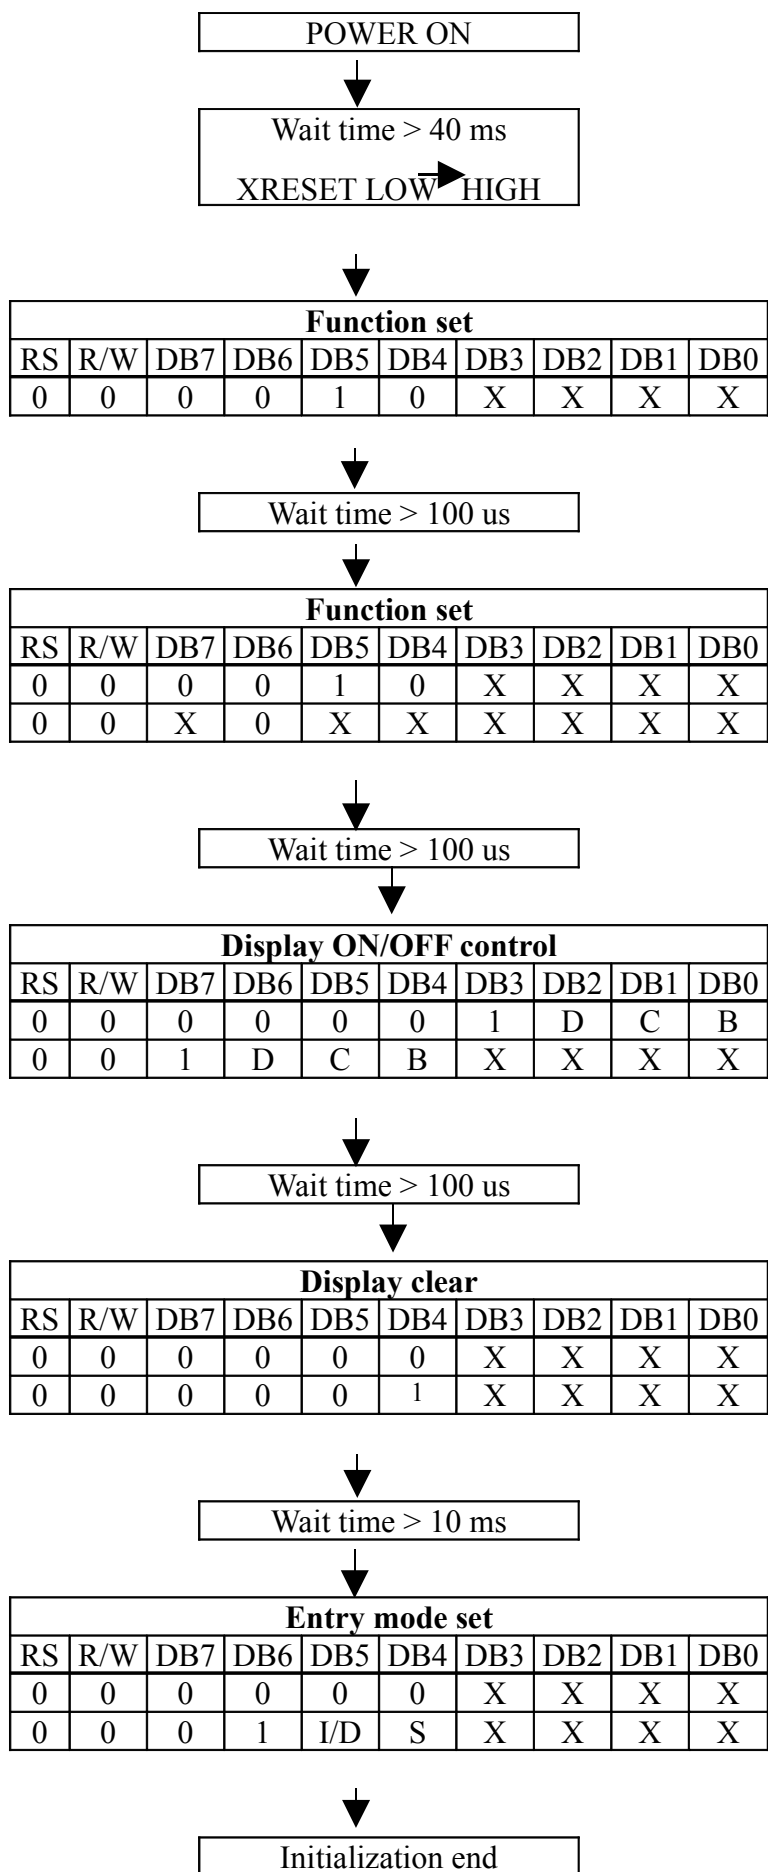 POWER ON
Wait time > 40 ms
XRESET LOW HIGH
Function set
RS R/W DB7 DB6 DB5 DB4 DB3 DB2 DB1 DB0
0 0 0 0 1 0 X X X X
Wait time > 100 us
Function set
RS R/W DB7 DB6 DB5 DB4 DB3 DB2 DB1 DB0
0 0 0 0 1 0 X X X X
0 0 X 0 X X X X X X
Wait time > 100 us
Display ON/OFF control
RS R/W DB7 DB6 DB5 DB4 DB3 DB2 DB1 DB0
0 0 0 0 0 0 1 D C B
0 0 1 D C B X X X X
Wait time > 100 us
Display clear
RS R/W DB7 DB6 DB5 DB4 DB3 DB2 DB1 DB0
0 0 0 0 0 0 X X X X
0 0 0 0 0 1 X X X X
Wait time > 10 ms
Entry mode set
RS R/W DB7 DB6 DB5 DB4 DB3 DB2 DB1 DB0
0 0 0 0 0 0 X X X X
0 0 0 1 I/D S X X X X
Initialization end